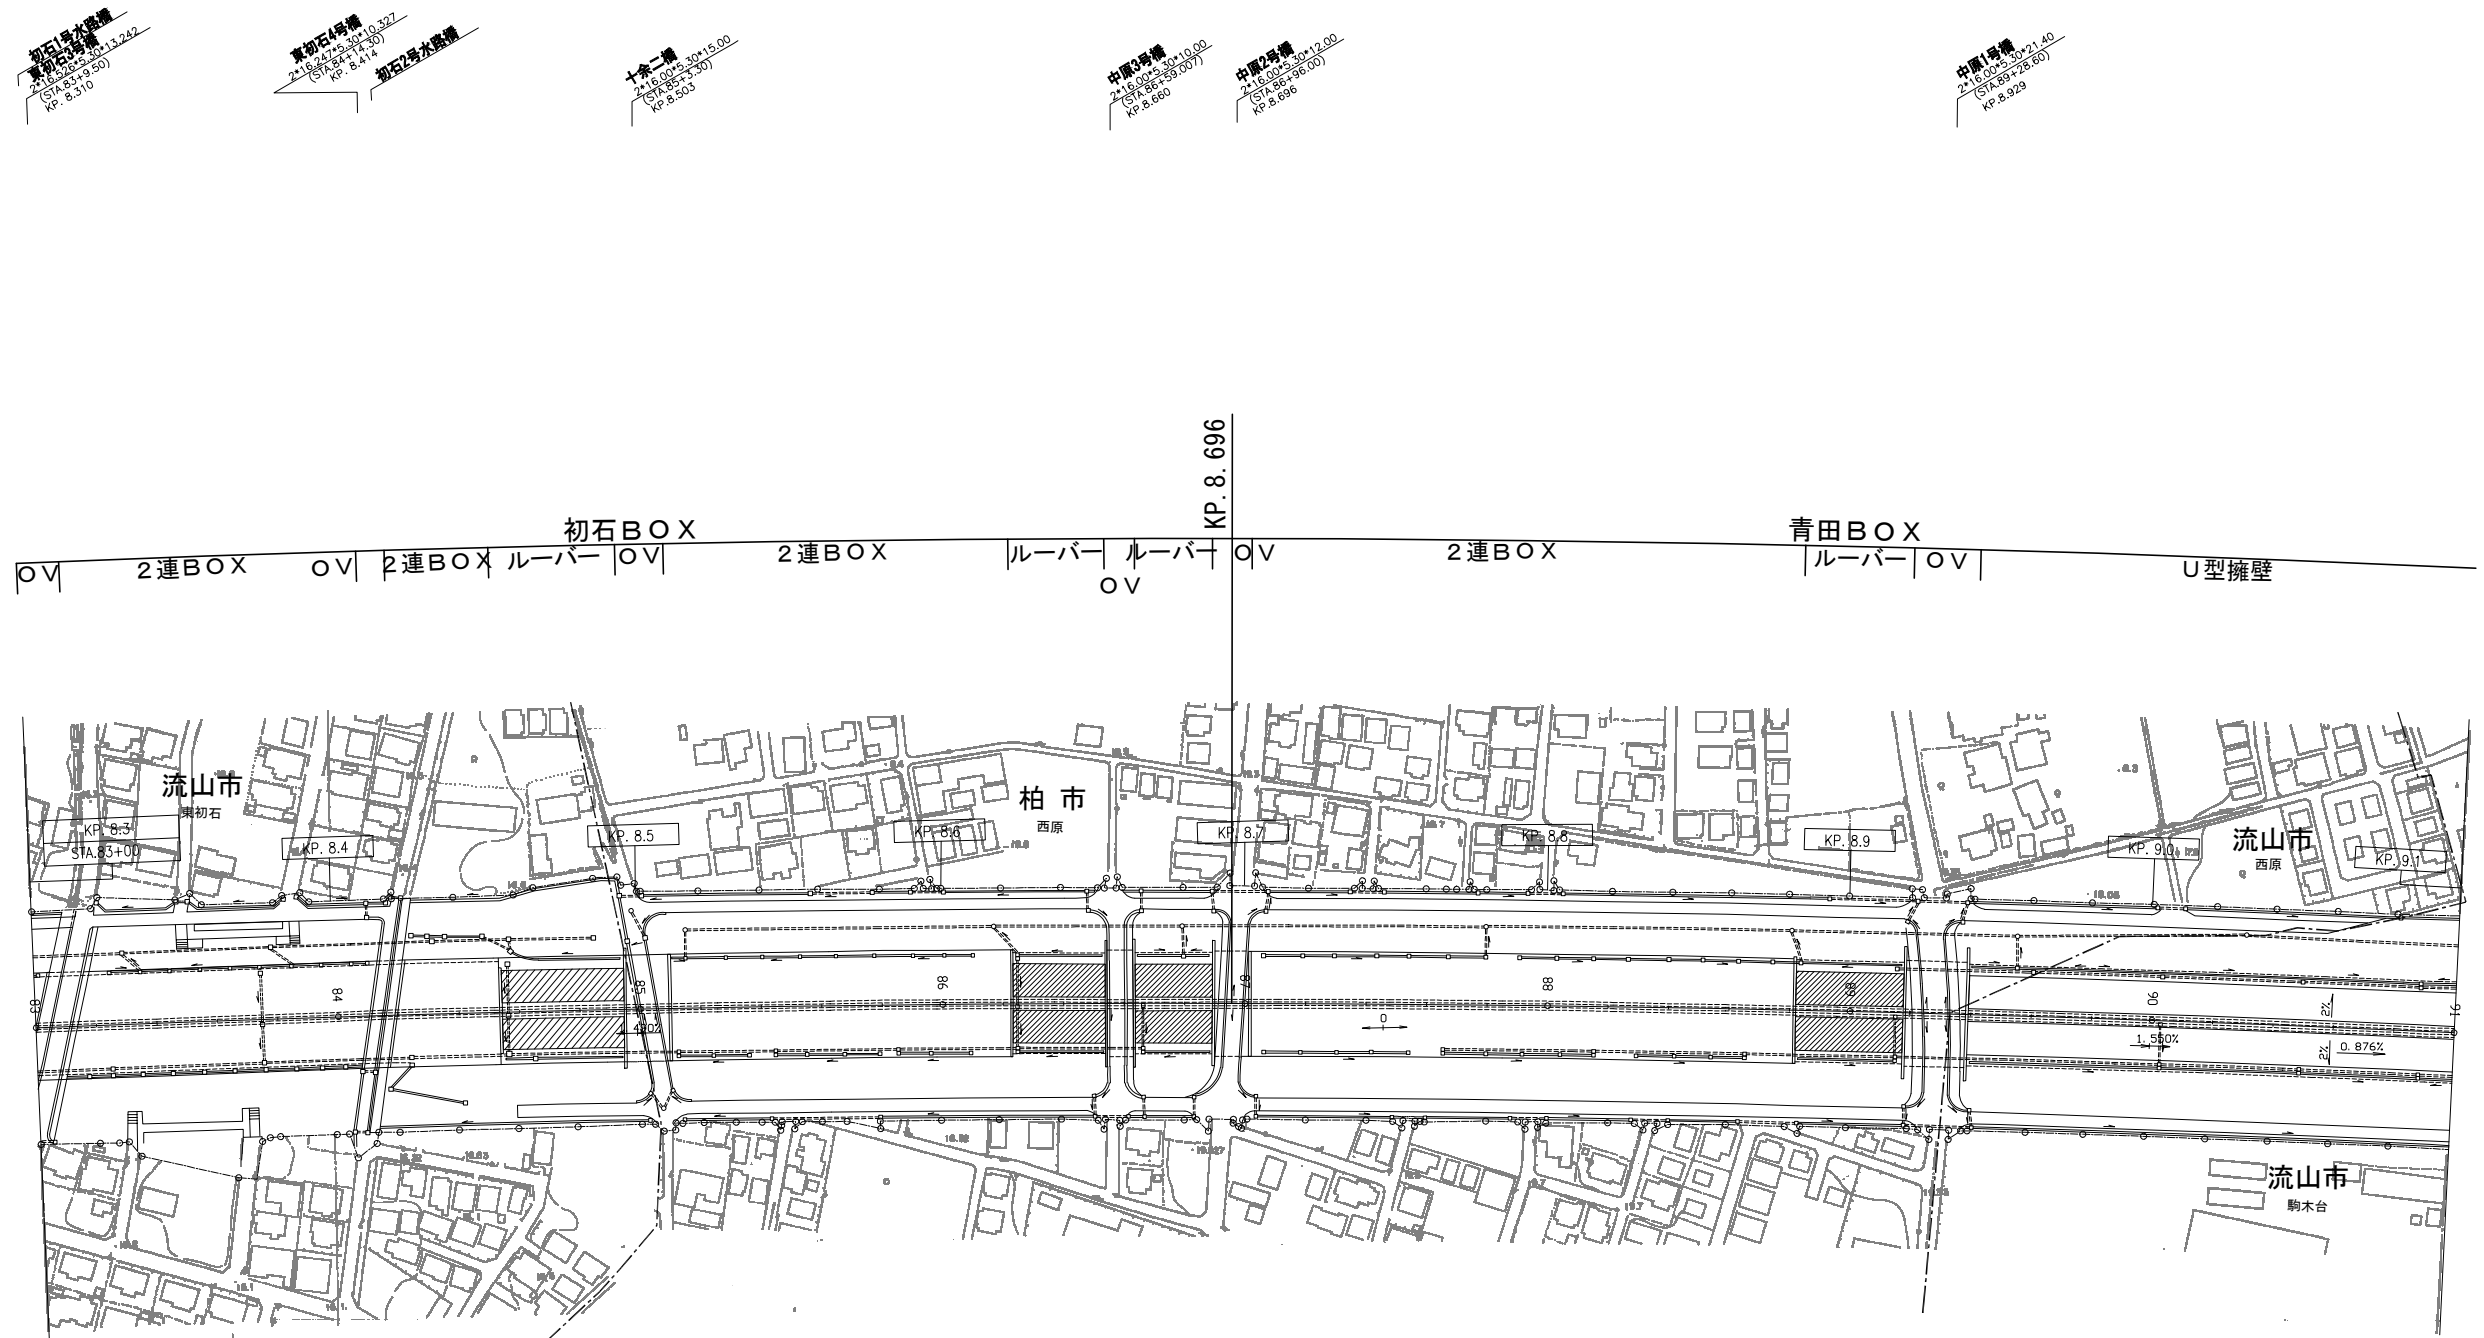 初石1号水路橋
東初石3号橋
2*16.526*5.30*13.242
(STA.83+9.50)
KP. 8.310
東初石4号橋
2*16.247*5.30*10.327
(STA.84+14.30)
KP. 8.414
初石2号水路橋
十余二橋
2*16.00*5.30*15.00
(STA.85+3.30)
KP.8.503
中原3号橋
2*16.00*5.30*10.00
(STA.86+59.007)
KP.8.660
中原2号橋
2*16.00*5.30*12.00
(STA.86+96.00)
KP.8.696
中原1号橋
2*16.00*5.30*21.40
(STA.89+28.60)
KP.8.929
KP.8.696
初石BOX
青田BOX
OV
2連BOX
OV
2連BOX
ルーバー
OV
2連BOX
ルーバー
OV
ルーバー
OV
2連BOX
ルーバー
OV
U型擁壁
流山市
東初石
柏 市
西原
流山市
西原
KP. 8.3
STA.83+00
KP. 8.4
KP. 8.5
KP. 8.6
KP. 8.7
KP. 8.8
KP. 8.9
KP. 9.0
KP. 9.1
83
84
85
86
87
88
89
90
91
0
1.550%
2%
2%
0.876%
流山市
駒木台